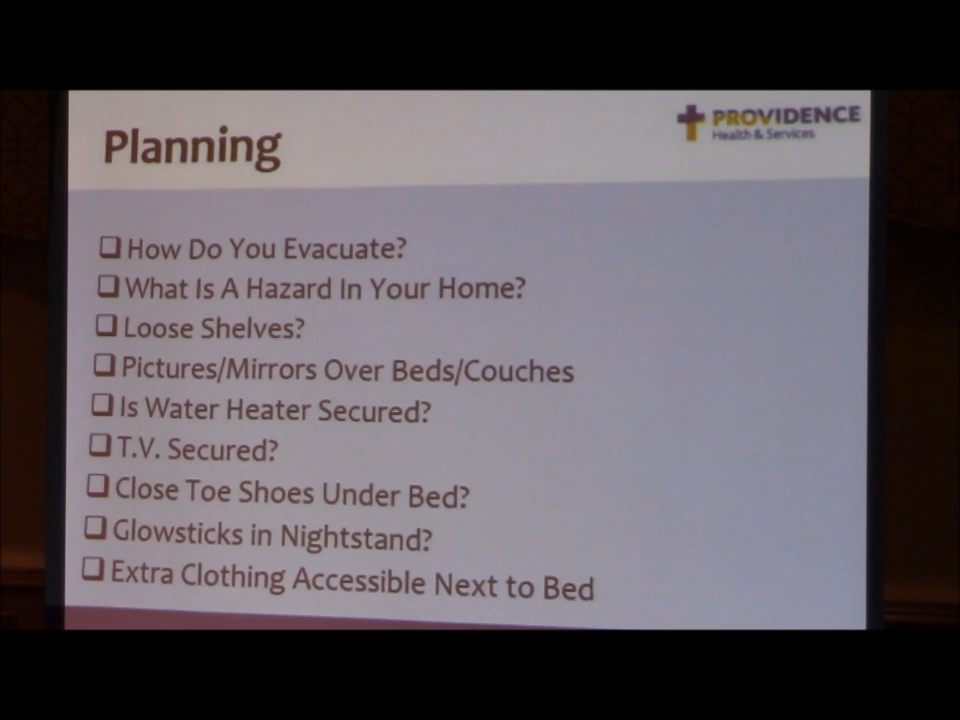 Planning
PROVIDENCE
Health & Services
How Do You Evacuate?
What Is A Hazard In Your Home?
Loose Shelves?
Pictures/Mirrors Over Beds/Couches
Is Water Heater Secured?
T.V. Secured?
Close Toe Shoes Under Bed?
Glowsticks in Nightstand?
Extra Clothing Accessible Next to Bed